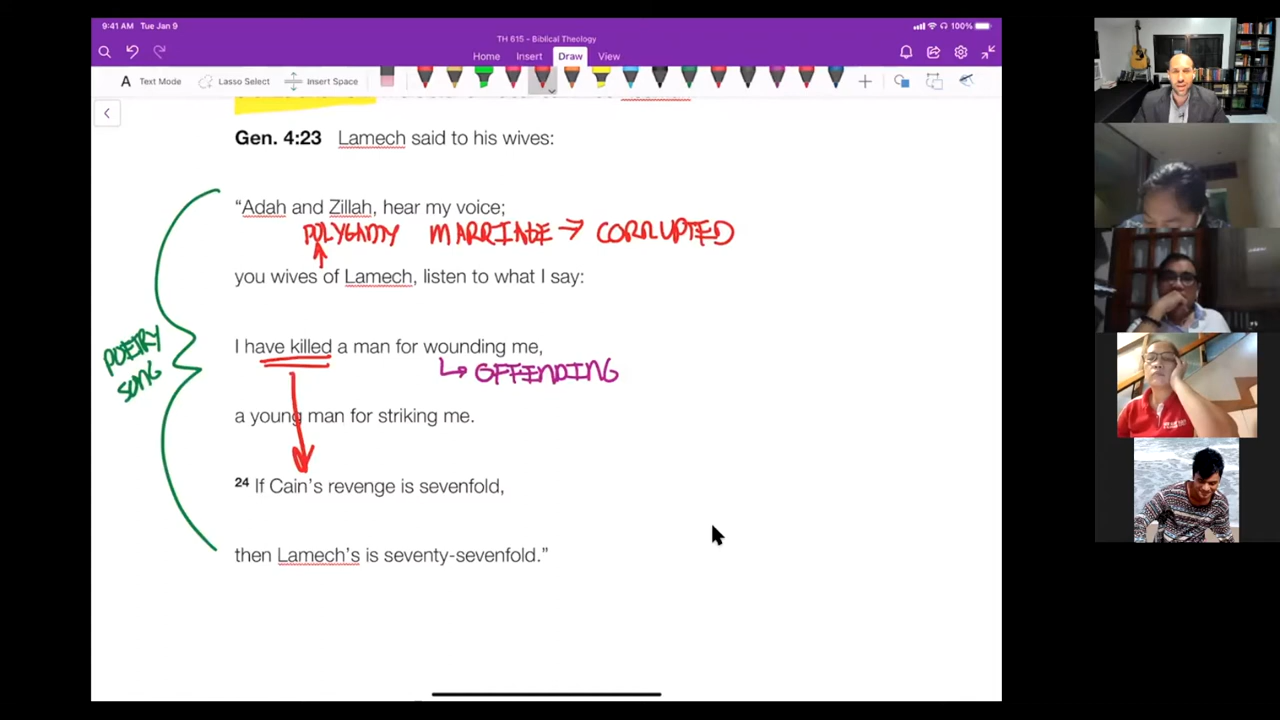 9:41 AM Tue Jan 9
100%
TH 615 - Biblical Theology
Home Insert Draw View
A Text Mode Lasso Select Insert Space
Gen. 4:23 Lamech said to his wives:
“Adah and Zillah, hear my voice;
POLYGAMY MARRIAGE → CORRUPTED
you wives of Lamech, listen to what I say:
I have killed a man for wounding me,
OFFENDING
POETRY
SONG
a young man for striking me.
24 If Cain’s revenge is sevenfold,
then Lamech’s is seventy-sevenfold.”